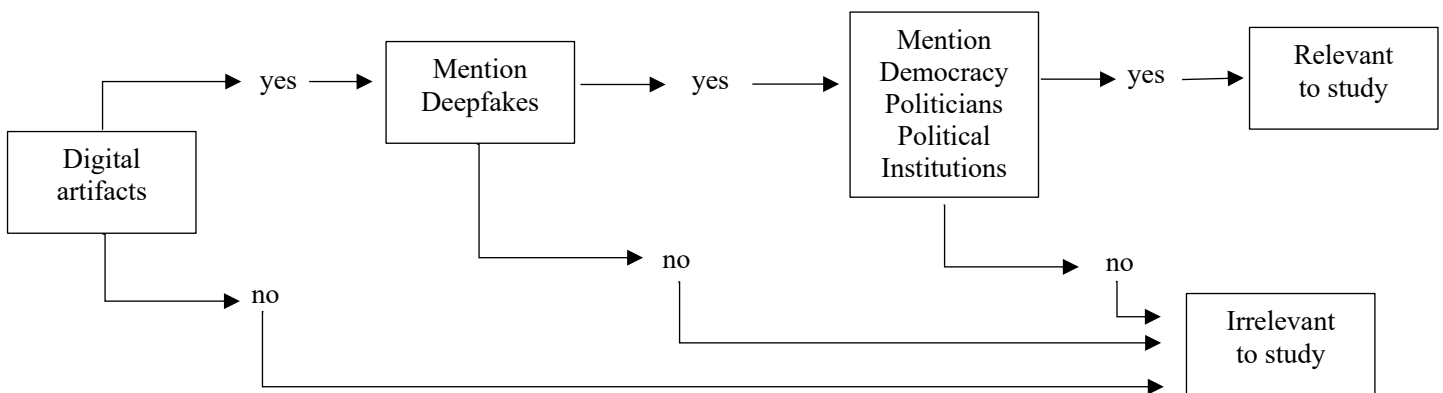 Digital
artifacts
yes
Mention
Deepfakes
yes
Mention
Democracy
Politicians
Political
Institutions
yes
Relevant
to study
no
no
no
Irrelevant
to study